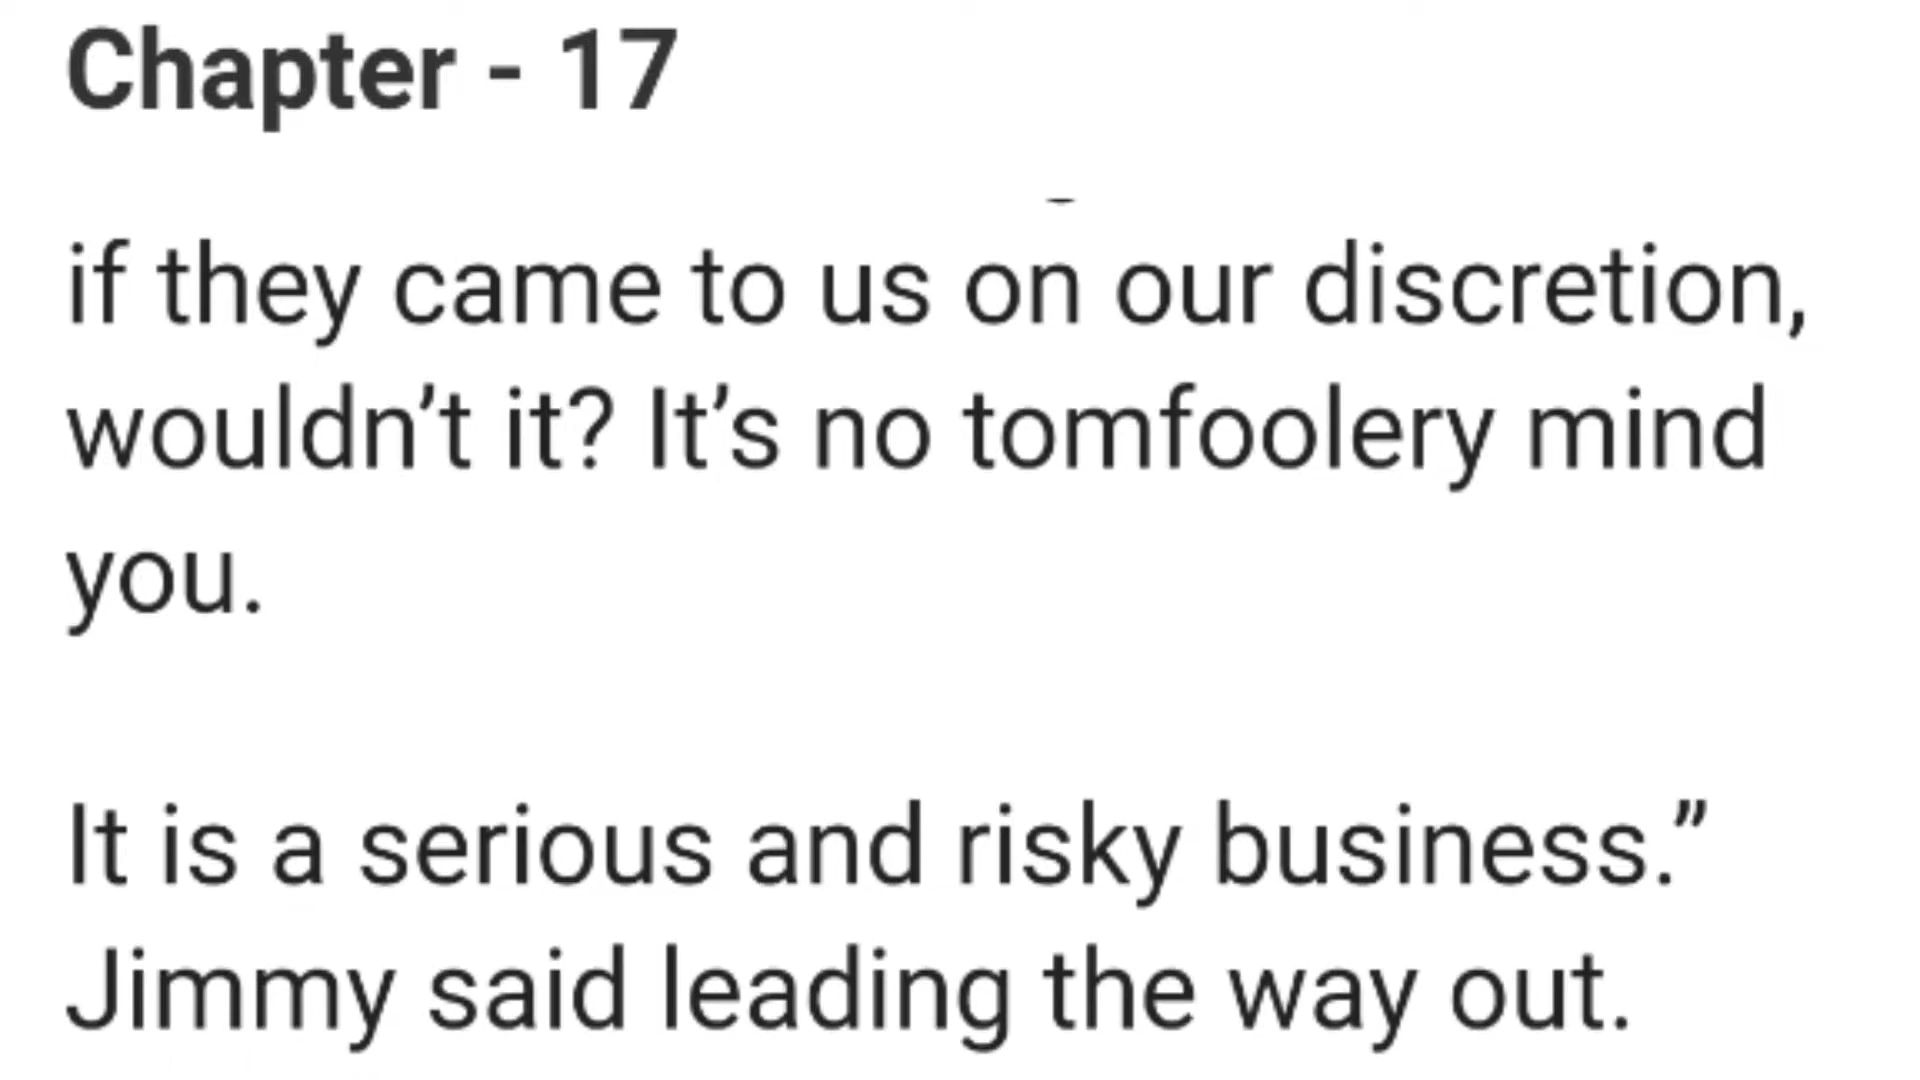 Chapter - 17
if they came to us on our discretion,
wouldn’t it? It’s no tomfoolery mind
you.
It is a serious and risky business.”
Jimmy said leading the way out.